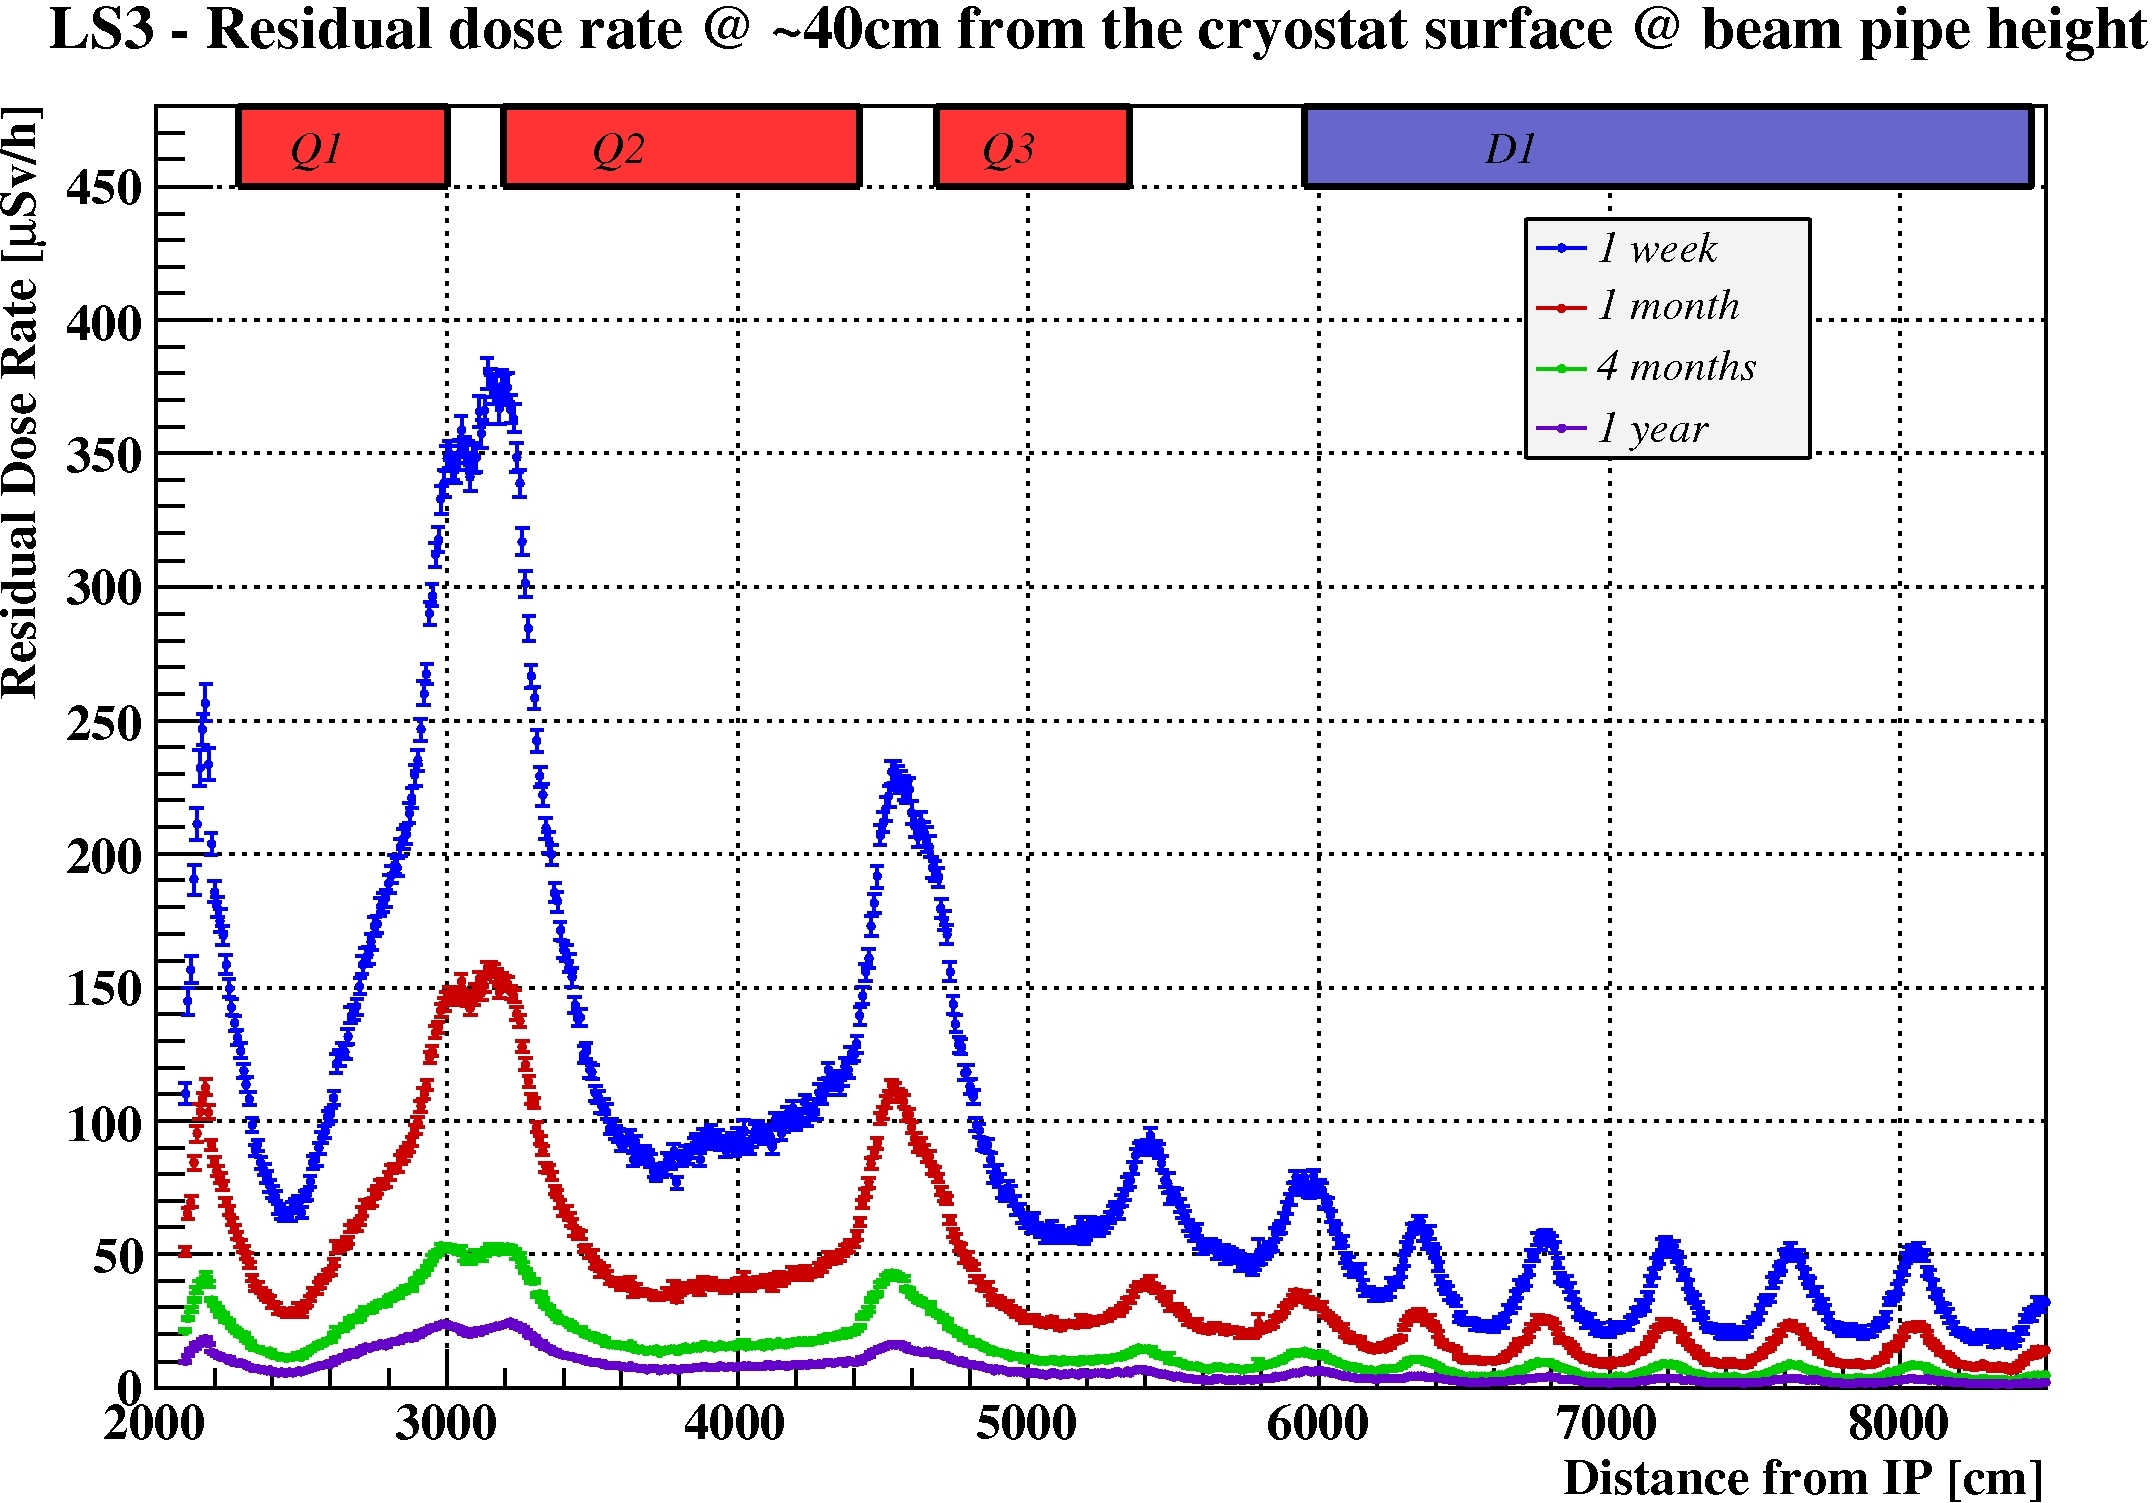 LS3 - Residual dose rate @ ~40cm from the cryostat surface @ beam pipe height
Residual Dose Rate [µSv/h]
Q1 Q2 Q3 D1
1 week
1 month
4 months
1 year
450
400
350
300
250
200
150
100
50
0
2000 3000 4000 5000 6000 7000 8000
Distance from IP [cm]